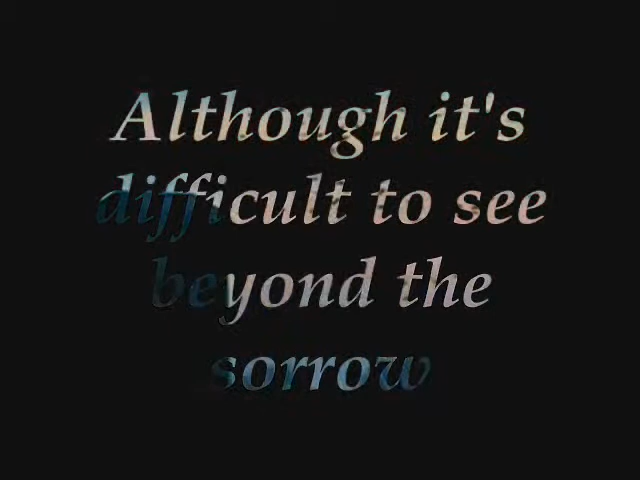 Although it's
difficult to see
beyond the
sorrow